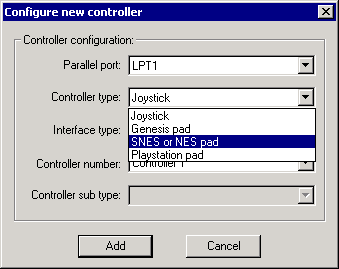 Configure new controller
Controller configuration:
Parallel port: LPT1
Controller type: Joystick
Joystick
Genesis pad
Interface type: SNES or NES pad
Playstation pad
Controller number: Controller 1
Controller sub type:
Add Cancel